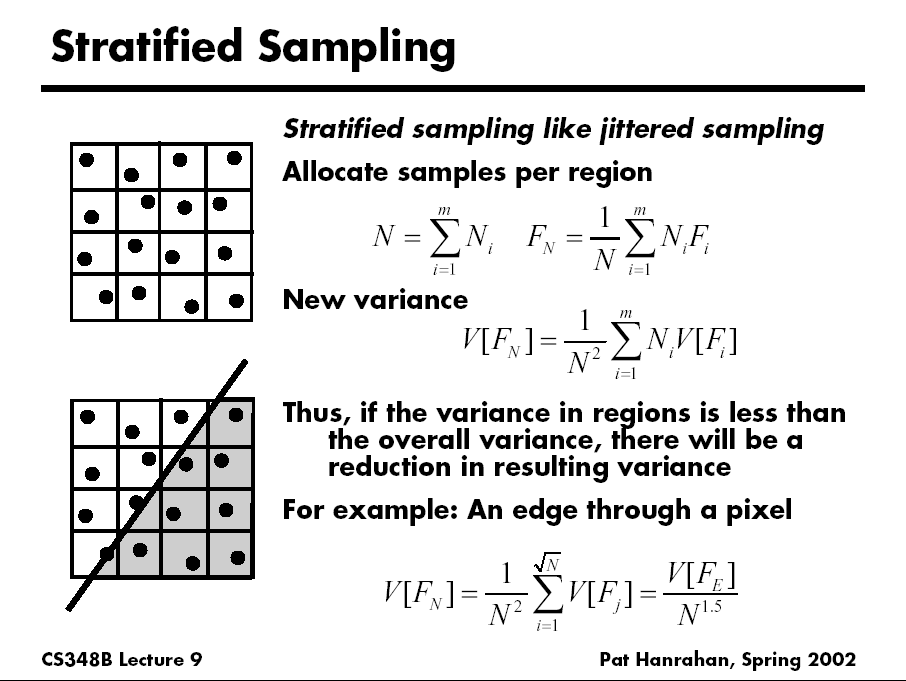 Stratified Sampling
Stratified sampling like jittered sampling
Allocate samples per region
N = \sum_{i=1}^{m} N_i    F_N = \frac{1}{N} \sum_{i=1}^{m} N_i F_i
New variance
V[F_N] = \frac{1}{N^2} \sum_{i=1}^{m} N_i V[F_i]
Thus, if the variance in regions is less than
the overall variance, there will be a
reduction in resulting variance
For example: An edge through a pixel
V[F_N] = \frac{1}{N^2} \sum_{i=1}^{\sqrt{N}} V[F_j] = \frac{V[F_E]}{N^{1.5}}
CS348B Lecture 9    Pat Hanrahan, Spring 2002